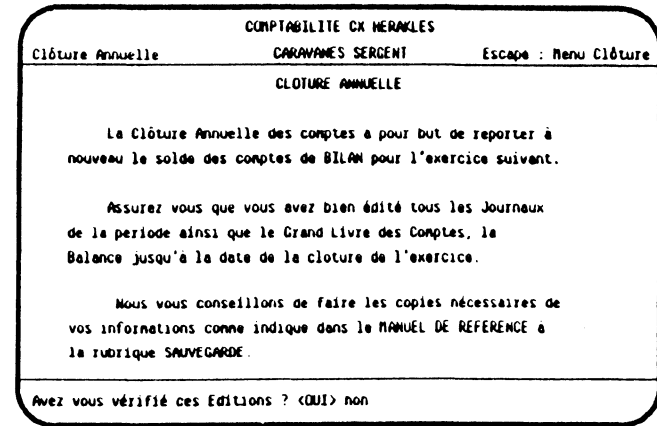 COMPTABILITE CX HERAKLES
Clôture Annuelle CARAVANES SERGENT Escape : Menu Clôture
CLOTURE ANNUELLE
La Clôture Annuelle des comptes a pour but de reporter à
nouveau le solde des comptes de BILAN pour l'exercice suivant.
Assurez vous que vous avez bien édité tous les Journaux
de la periode ainsi que le Grand Livre des Comptes, la
Balance jusqu'à la date de la cloture de l'exercice.
Nous vous conseillons de faire les copies nécessaires de
vos informations comme indique dans le MANUEL DE REFERENCE à
la rubrique SAUVEGARDE.
Avez vous vérifié ces Editions ? <OUI> non